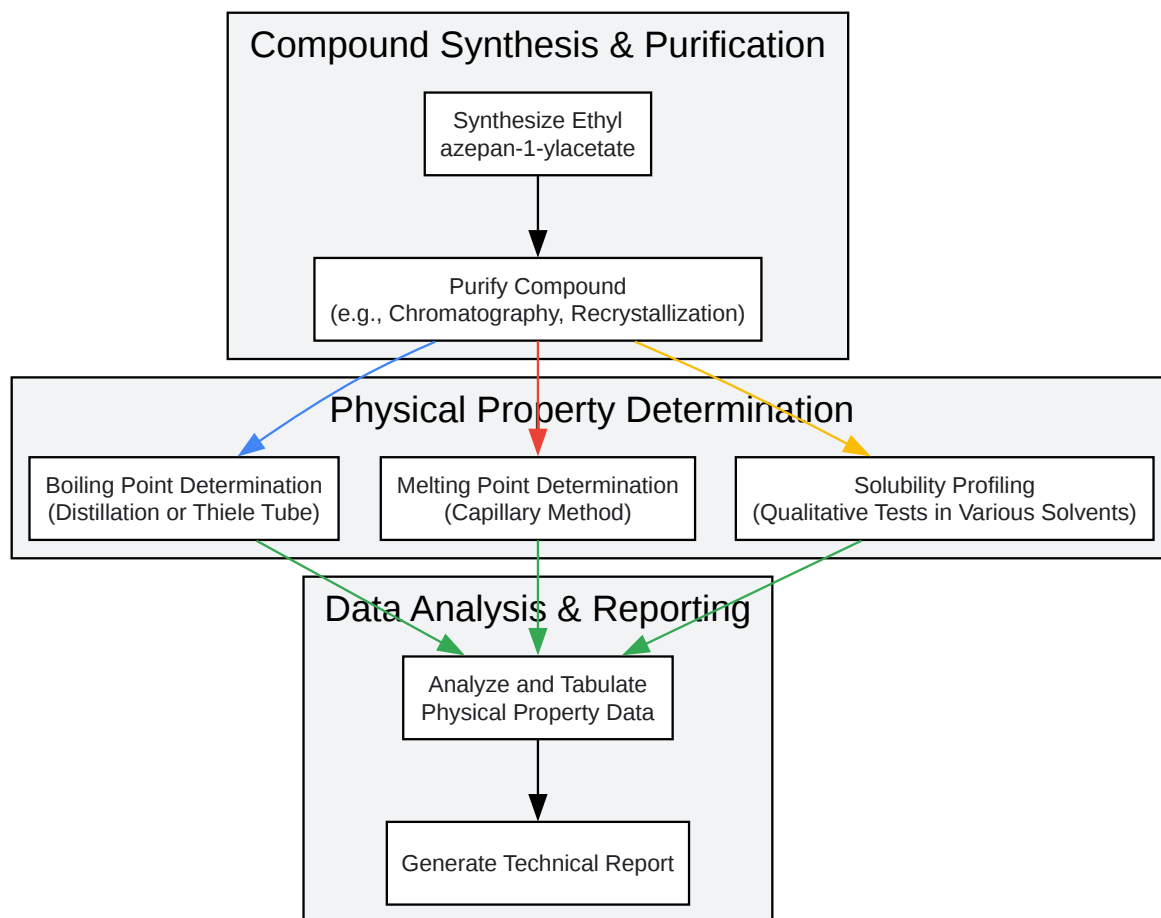 Compound Synthesis & Purification
Synthesize Ethyl
azepan-1-ylacetate
Purify Compound
(e.g., Chromatography, Recrystallization)
Physical Property Determination
Boiling Point Determination
(Distillation or Thiele Tube)
Melting Point Determination
(Capillary Method)
Solubility Profiling
(Qualitative Tests in Various Solvents)
Data Analysis & Reporting
Analyze and Tabulate
Physical Property Data
Generate Technical Report